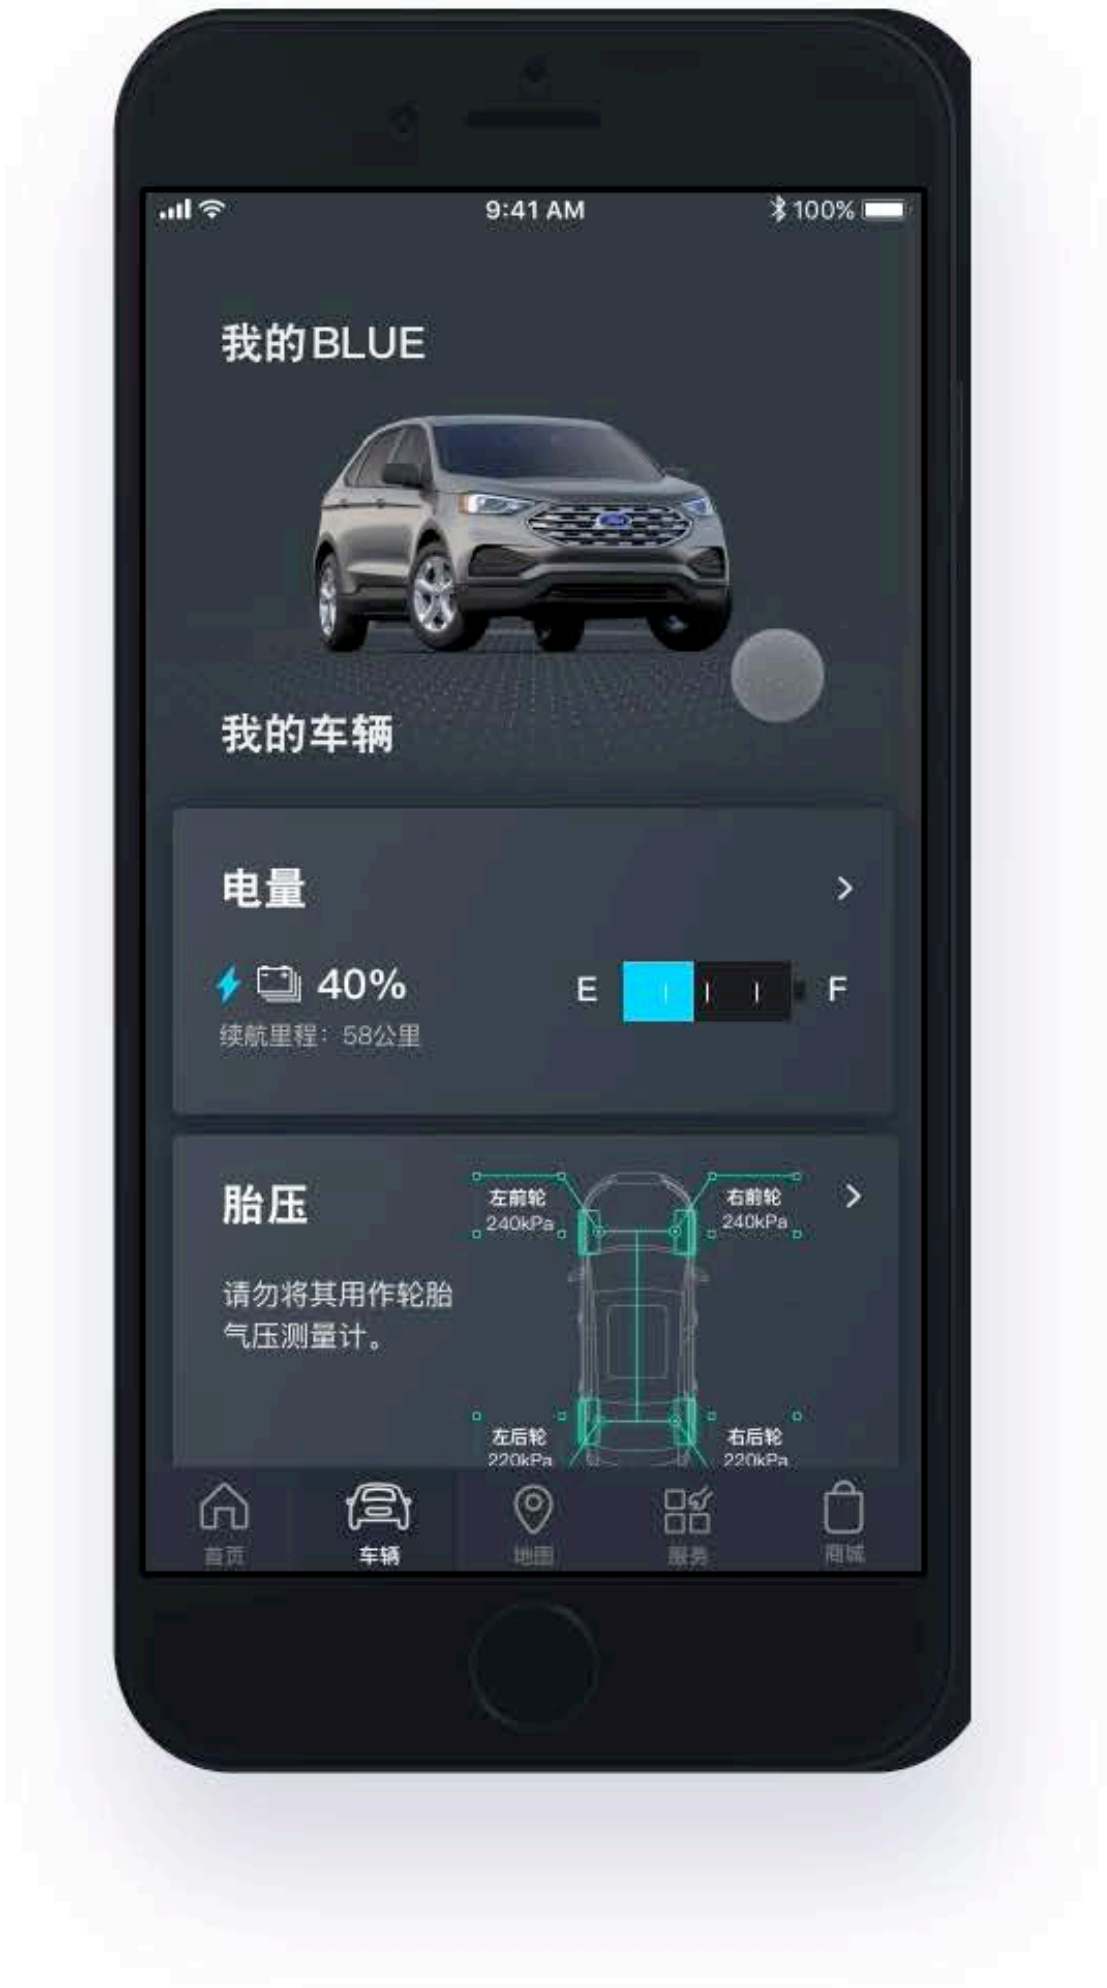 9:41 AM
100%
我的BLUE
我的车辆
电量
40%
E
F
续航里程：58公里
胎压
左前轮
240kPa
右前轮
240kPa
请勿将其用作轮胎
气压测量计。
左后轮
220kPa
右后轮
220kPa
首页
车辆
地图
服务
商城